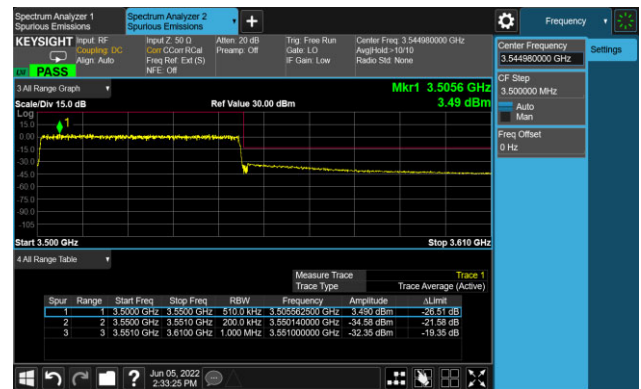 Spectrum Analyzer 1
Spurious Emissions
Spectrum Analyzer 2
Spurious Emissions
Frequency
KEYSIGHT
Input: RF
Coupling: DC
Align: Auto
Input Z: 50 Ω
Corr CCorr RCal
Freq Ref: Ext (S)
NFE: Off
Atten: 20 dB
Preamp: Off
Trig: Free Run
Gate: LO
IF Gain: Low
Center Freq: 3.544980000 GHz
Avg|Hold:>10/10
Radio Std: None
PASS
Center Frequency
3.544980000 GHz
Settings
CF Step
3.500000 MHz
Auto
Man
Freq Offset
0 Hz
3 All Range Graph
Mkr1 3.5056 GHz
Scale/Div 15.0 dB
Ref Value 30.00 dBm
3.49 dBm
Log
15.0
0.00
-15.0
-30.0
-45.0
-60.0
-75.0
-90.0
-105
1
Start 3.500 GHz
Stop 3.610 GHz
4 All Range Table
Measure Trace Trace 1
Trace Type Trace Average (Active)
Spur Range Start Freq Stop Freq RBW Frequency Amplitude ΔLimit
1 1 3.5000 GHz 3.5500 GHz 510.0 kHz 3.505562500 GHz 3.490 dBm -26.51 dB
2 2 3.5500 GHz 3.5510 GHz 200.0 kHz 3.550140000 GHz -34.58 dBm -21.58 dB
3 3 3.5510 GHz 3.6100 GHz 1.000 MHz 3.551000000 GHz -32.35 dBm -19.35 dB
Jun 05, 2022
2:33:25 PM